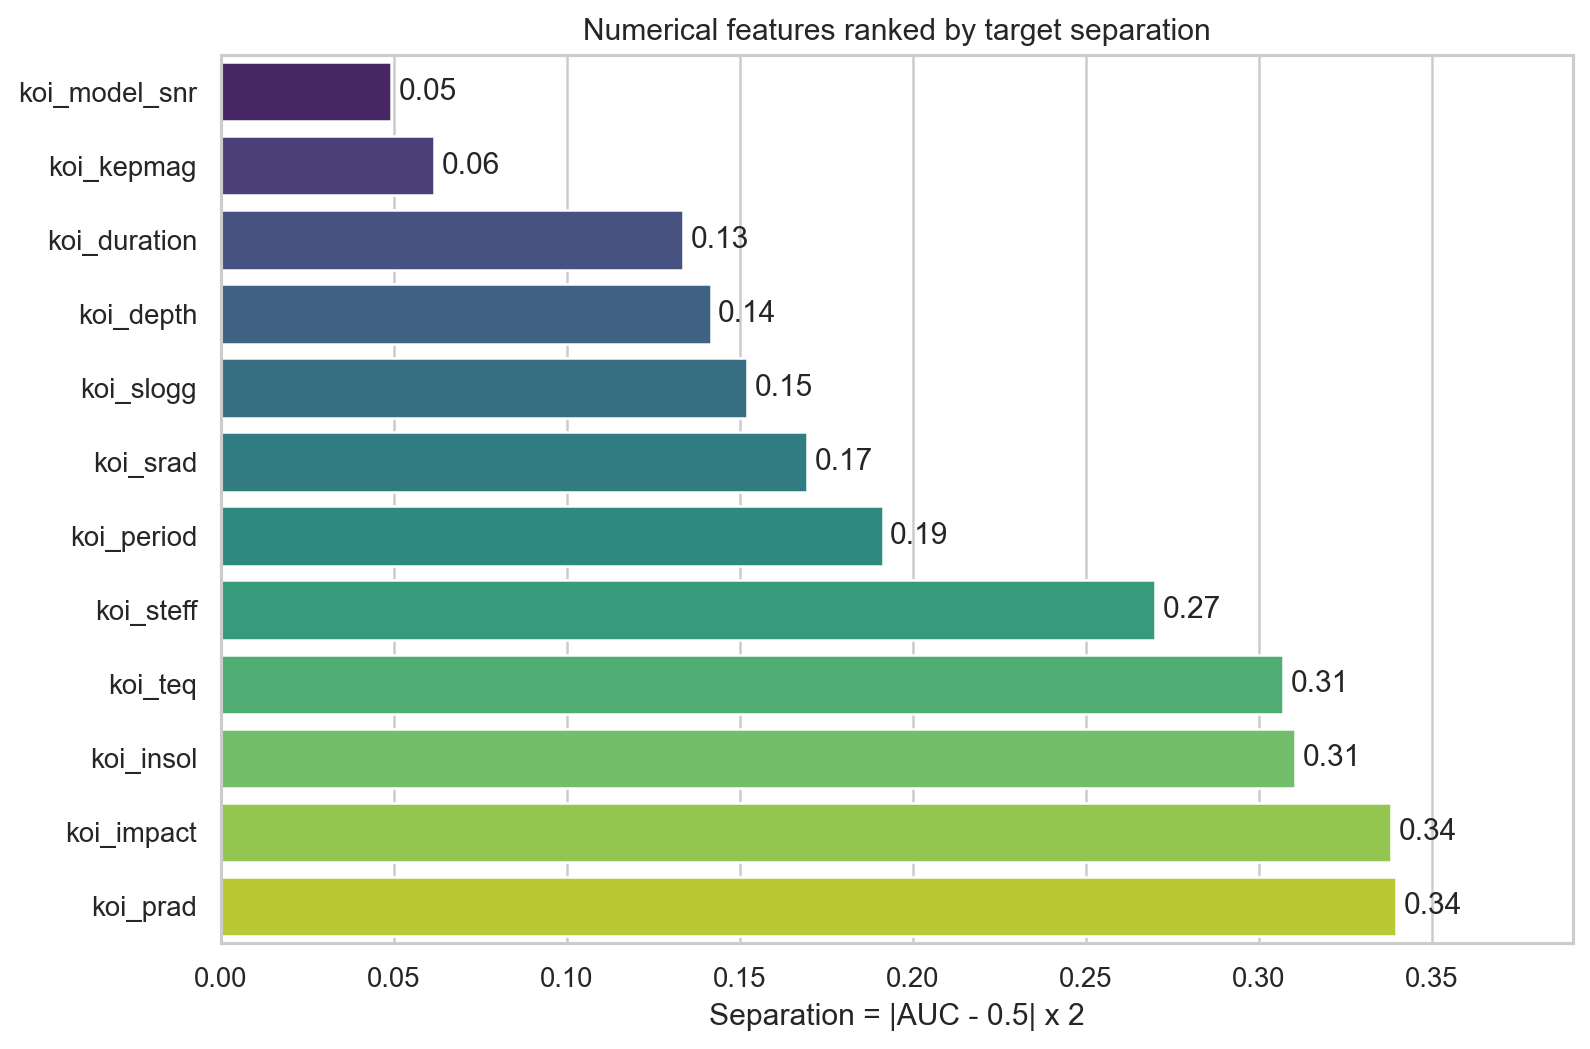 Numerical features ranked by target separation
koi_model_snr 0.05
koi_kepmag 0.06
koi_duration 0.13
koi_depth 0.14
koi_slogg 0.15
koi_srad 0.17
koi_period 0.19
koi_steff 0.27
koi_teq 0.31
koi_insol 0.31
koi_impact 0.34
koi_prad 0.34
0.00 0.05 0.10 0.15 0.20 0.25 0.30 0.35
Separation = |AUC - 0.5| x 2